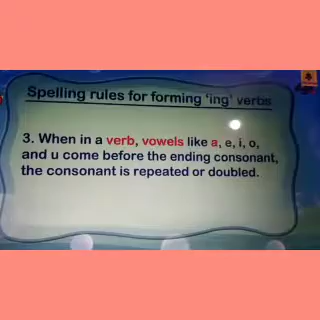 Spelling rules for forming 'ing' verbs
3. When in a verb, vowels like a, e, i, o,
and u come before the ending consonant,
the consonant is repeated or doubled.